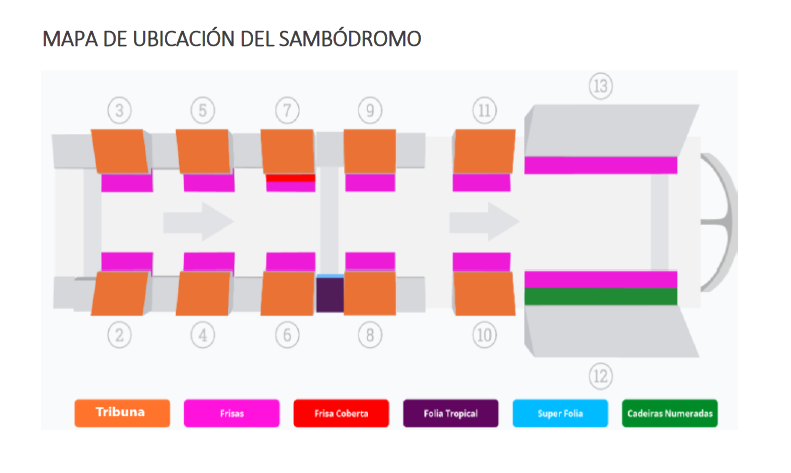 MAPA DE UBICACIÓN DEL SAMBÓDROMO
13
3 5 7 9 11
2 4 6 8 10
12
Tribuna Frisas Frisa Coberta Folia Tropical Super Folia Cadeiras Numeradas